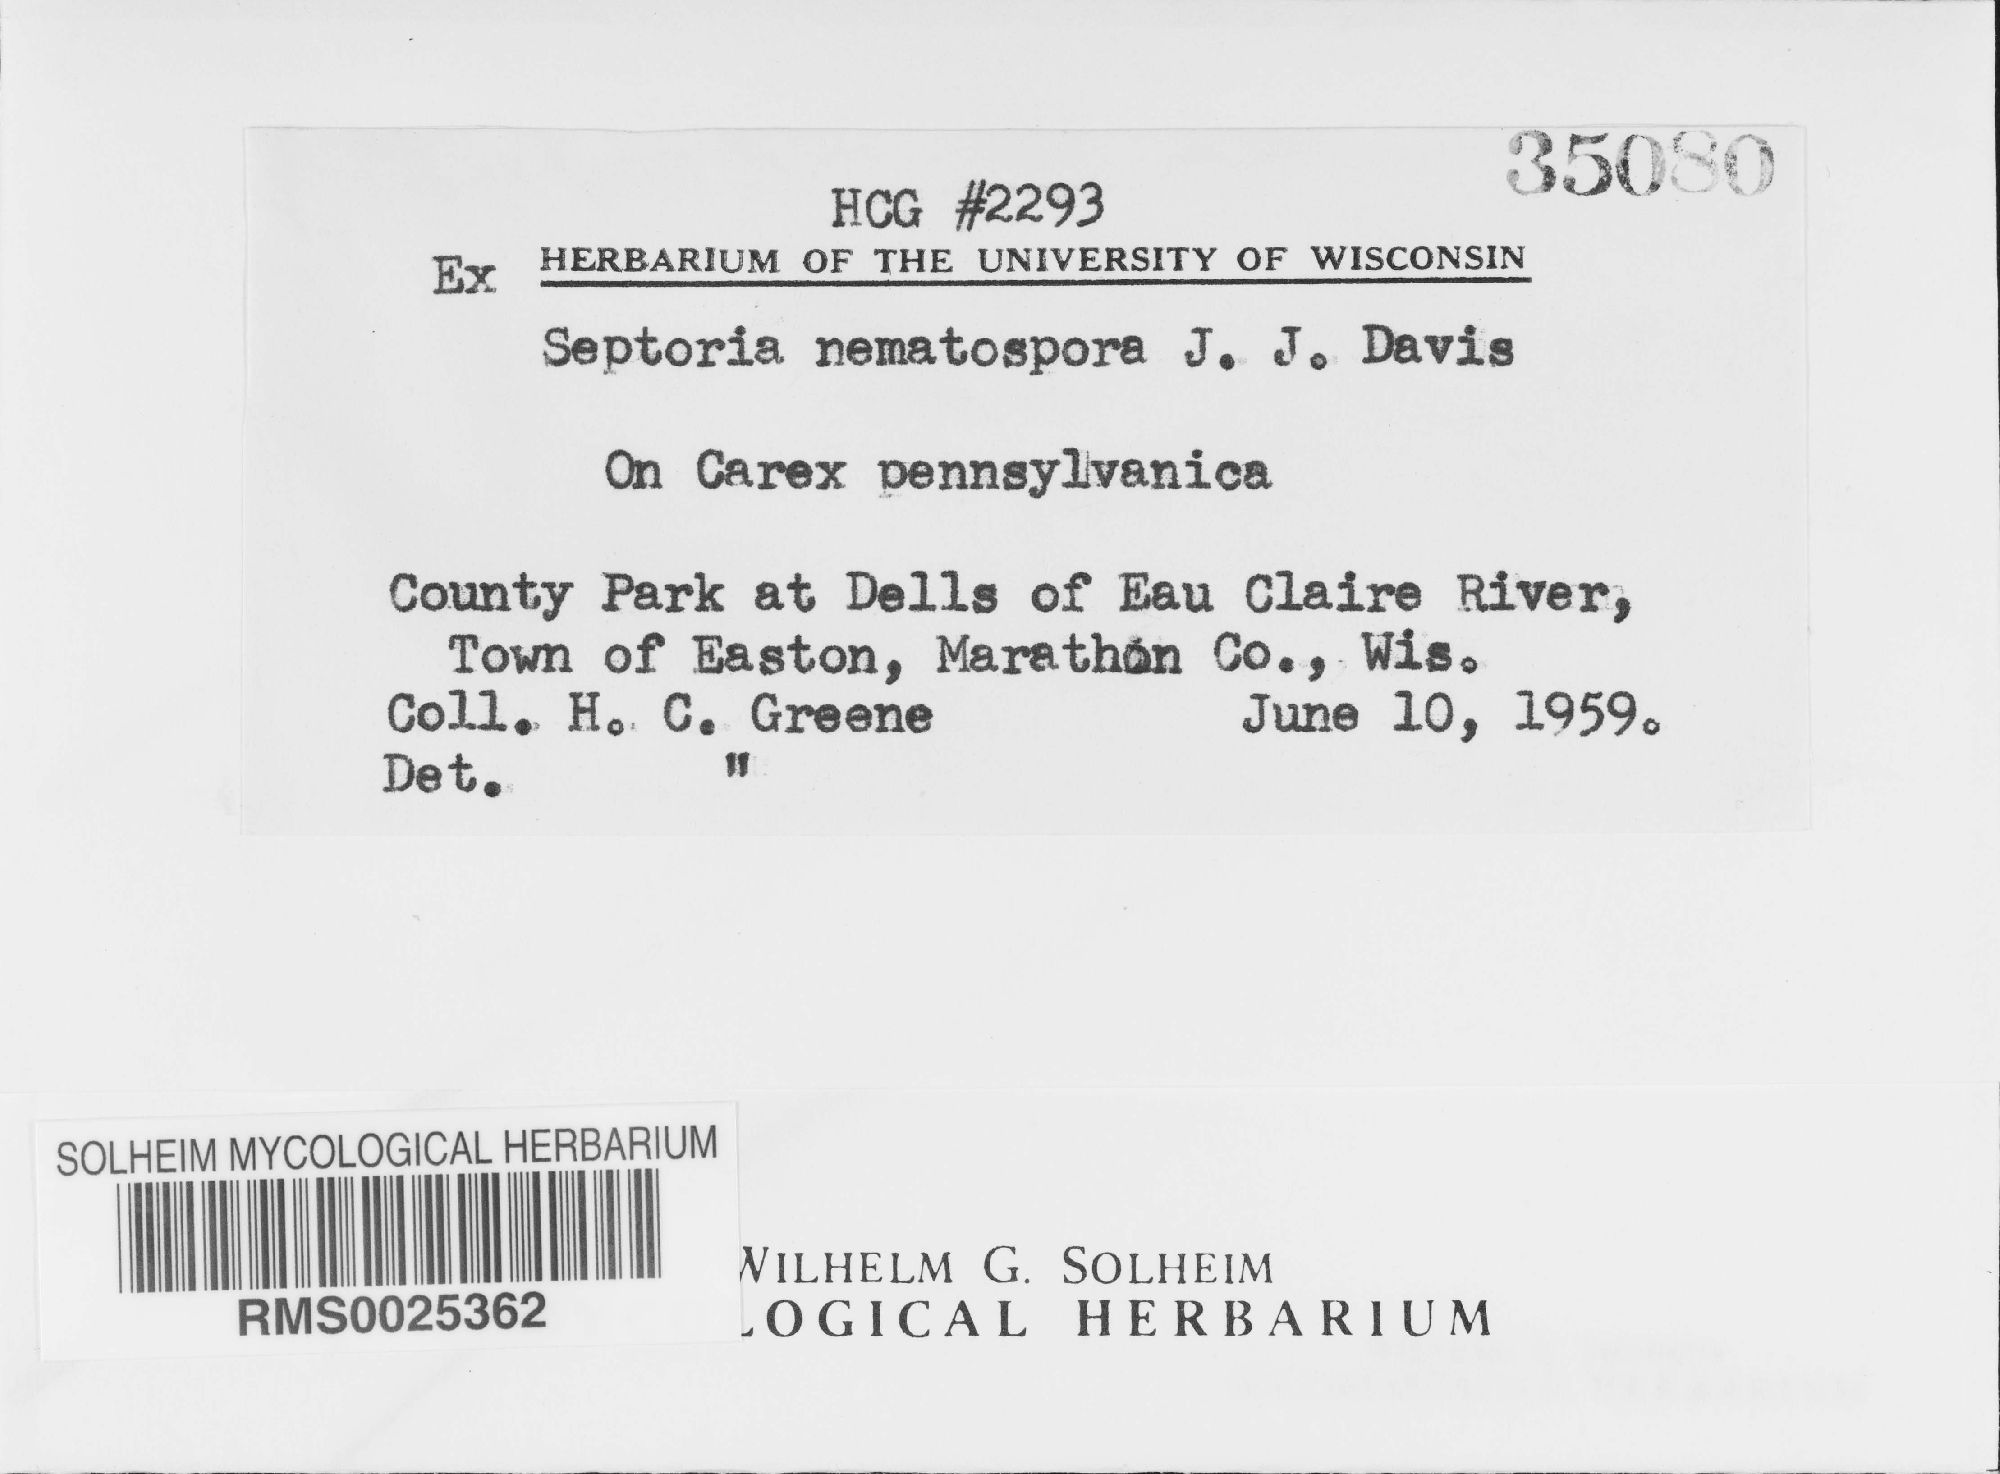 35080
HCG #2293
Ex HERBARIUM OF THE UNIVERSITY OF WISCONSIN
Septoria nematospora J. J. Davis
On Carex pennsylvanica
County Park at Dells of Eau Claire River,
Town of Easton, Marathon Co., Wis.
Coll. H. C. Greene June 10, 1959.
Det. "
SOLHEIM MYCOLOGICAL HERBARIUM
RMS0025362
WILHELM G. SOLHEIM
LOGICAL HERBARIUM